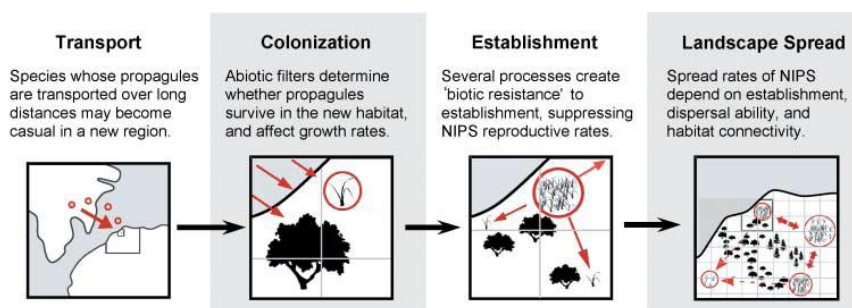 Transport
Species whose propagules
are transported over long
distances may become
casual in a new region.
Colonization
Abiotic filters determine
whether propagules
survive in the new habitat,
and affect growth rates.
Establishment
Several processes create
'biotic resistance' to
establishment, suppressing
NIPS reproductive rates.
Landscape Spread
Spread rates of NIPS
depend on establishment,
dispersal ability, and
habitat connectivity.